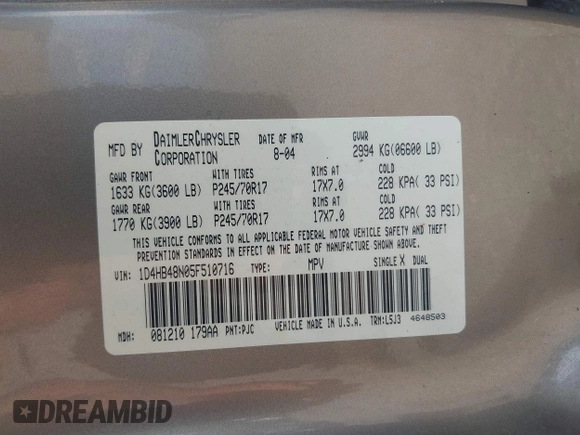 MFD BY DAIMLERCHRYSLER CORPORATION DATE OF MFR 8-04 GVWR 2994 KG(06600 LB)
GAWR FRONT WITH TIRES RIMS AT COLD
1633 KG(3600 LB) P245/70R17 17X7.0 228 KPA( 33 PSI)
GAWR REAR WITH TIRES RIMS AT COLD
1770 KG(3900 LB) P245/70R17 17X7.0 228 KPA( 33 PSI)
THIS VEHICLE CONFORMS TO ALL APPLICABLE FEDERAL MOTOR VEHICLE SAFETY AND THEFT
PREVENTION STANDARDS IN EFFECT ON THE DATE OF MANUFACTURE SHOWN ABOVE.
VIN: 1D4HB48N05F510716 TYPE: MPV SINGLE X DUAL
MDH: 081210 179AA PNT:PJC VEHICLE MADE IN U.S.A. TRM:L5J3 4648503
DREAMBID